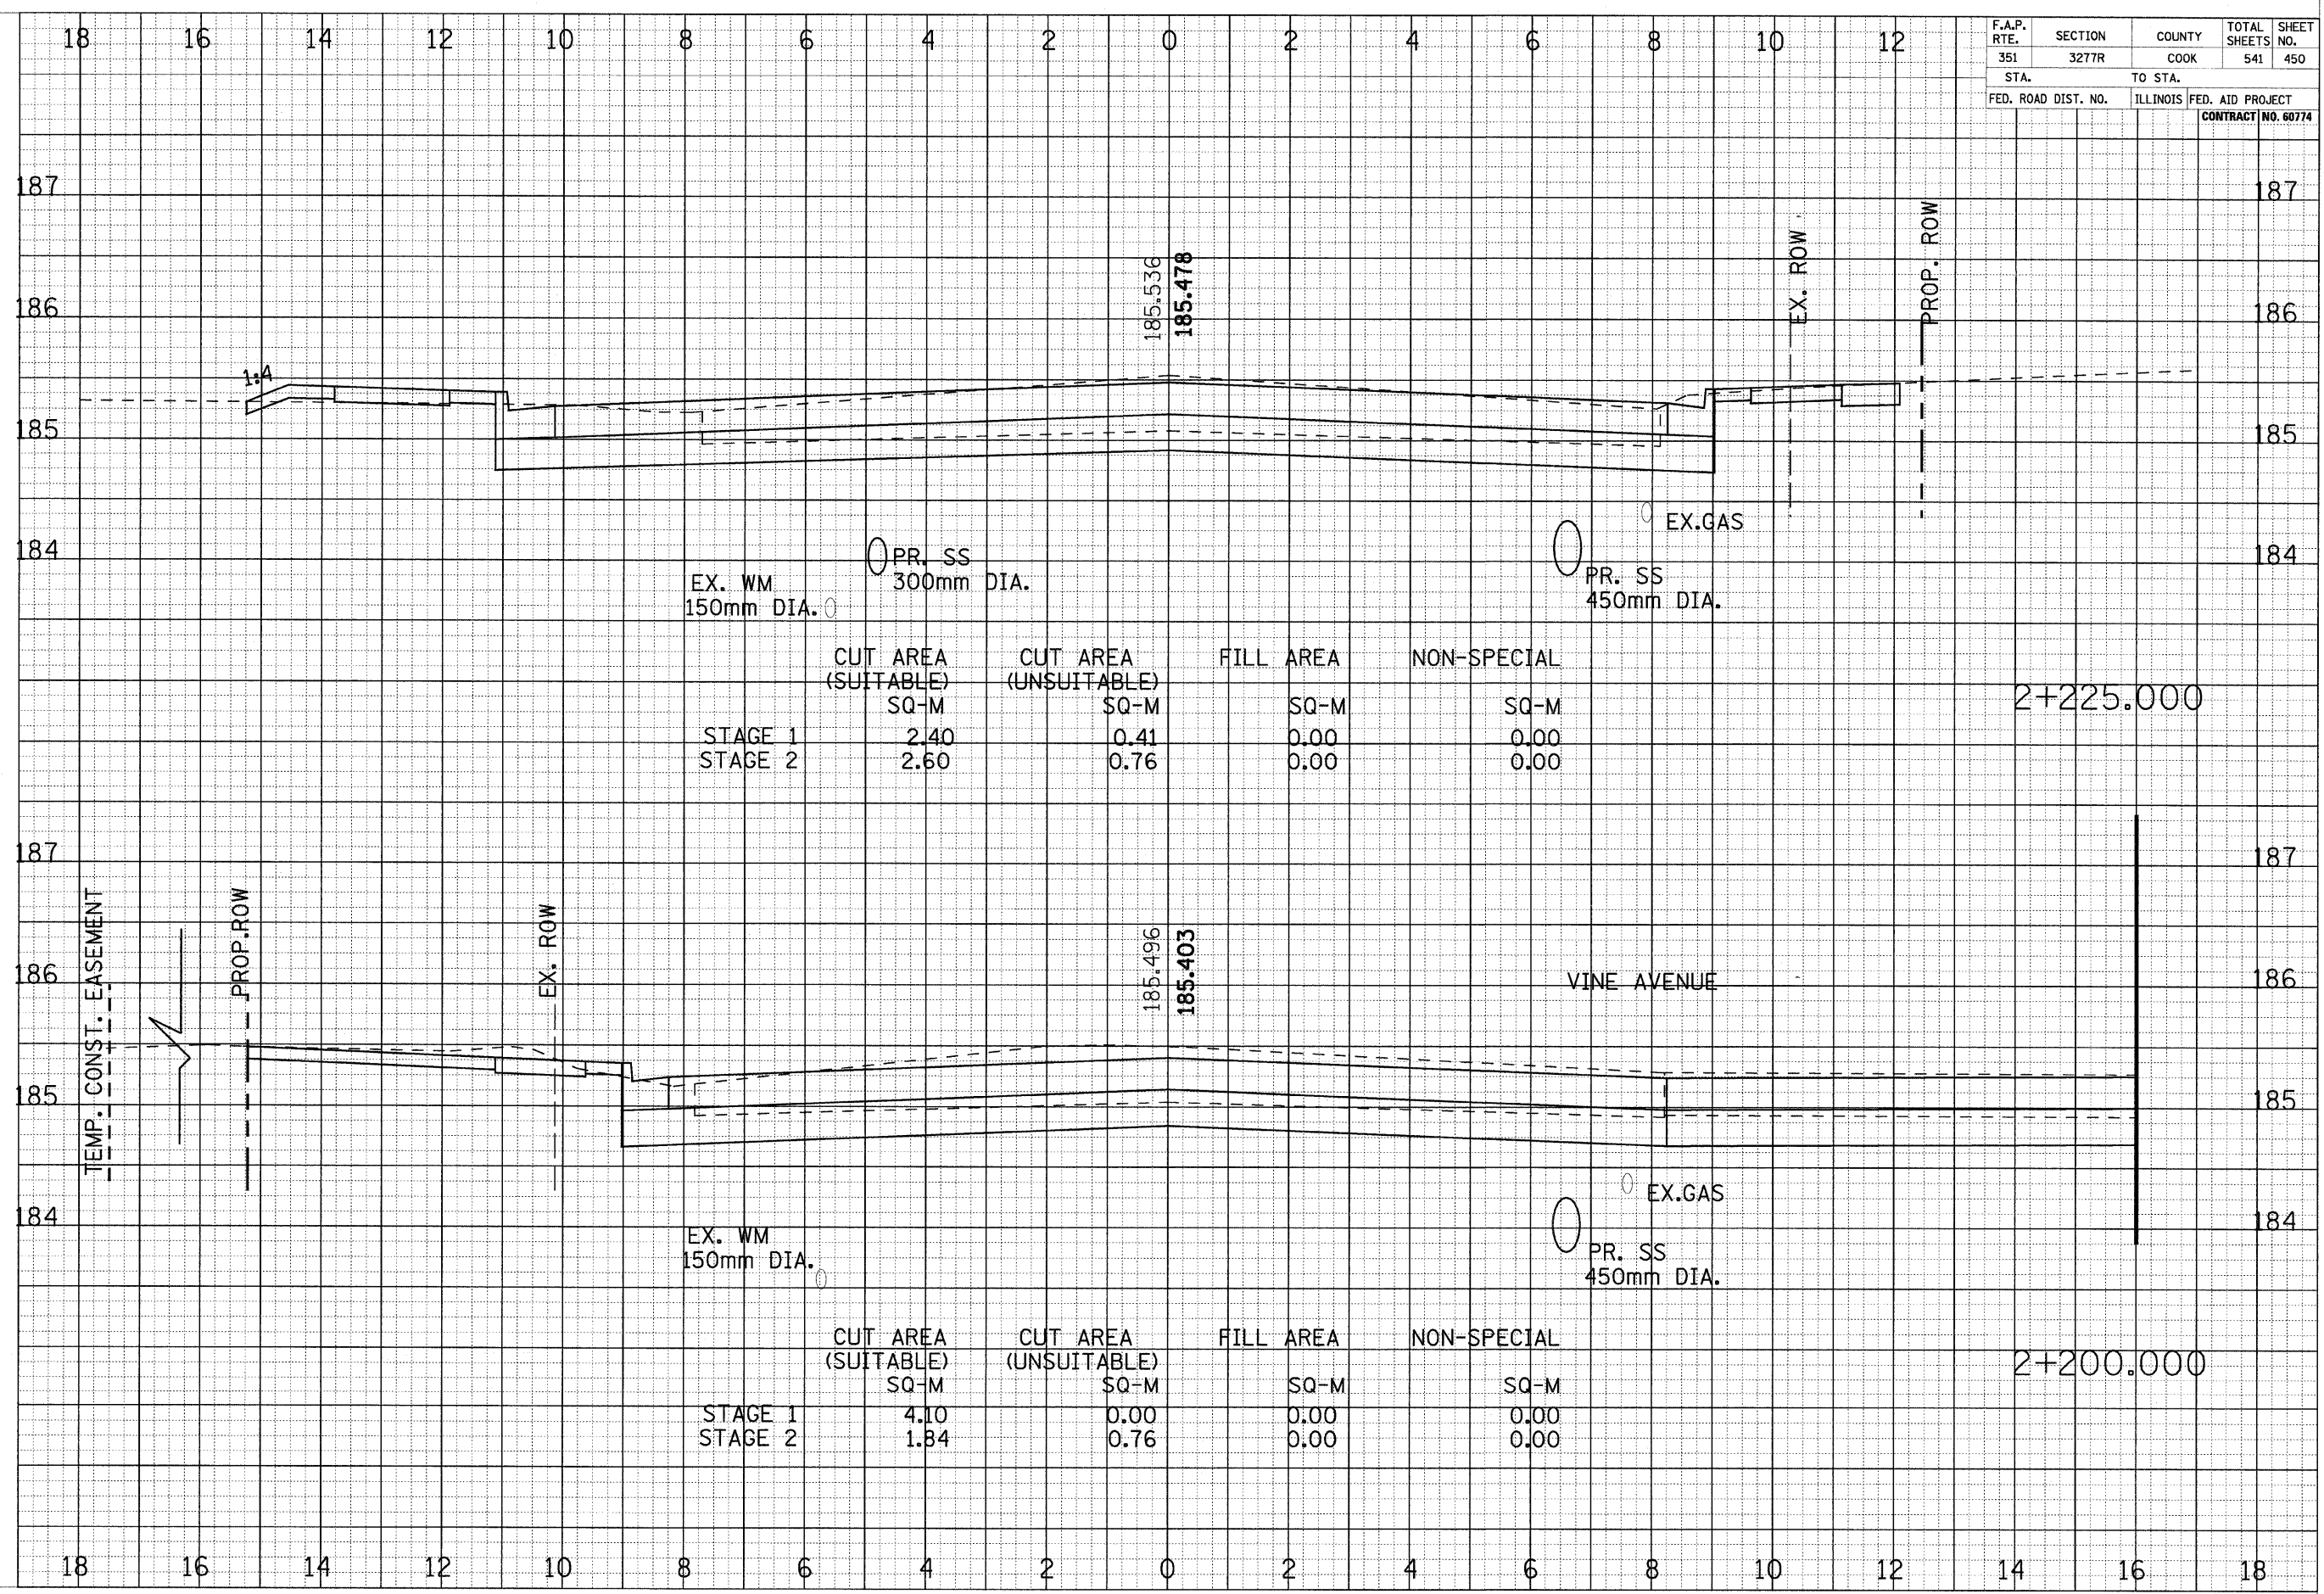 18 16 14 12 10 8 6 4 2 0 2 4 6 8 10 12
F.A.P. RTE. SECTION COUNTY TOTAL SHEETS SHEET NO.
351 3277R COOK 541 450
STA. TO STA.
FED. ROAD DIST. NO. ILLINOIS FED. AID PROJECT
CONTRACT NO. 60774
187 187
186 186
185 185
184 184
185.536
185.478
EX. ROW
PROP. ROW
1:4
EX.GAS
PR. SS
300mm DIA.
EX. WM
150mm DIA.
PR. SS
450mm DIA.
CUT AREA CUT AREA FILL AREA NON-SPECIAL
(SUITABLE) (UNSUITABLE)
SQ-M SQ-M SQ-M SQ-M
STAGE 1 2.40 0.41 0.00 0.00
STAGE 2 2.60 0.76 0.00 0.00
2+225.000
187 187
186 186
185 185
184 184
TEMP. CONST. EASEMENT
PROP.ROW
EX. ROW
185.496
185.403
VINE AVENUE
EX.GAS
EX. WM
150mm DIA.
PR. SS
450mm DIA.
CUT AREA CUT AREA FILL AREA NON-SPECIAL
(SUITABLE) (UNSUITABLE)
SQ-M SQ-M SQ-M SQ-M
STAGE 1 4.10 0.00 0.00 0.00
STAGE 2 1.84 0.76 0.00 0.00
2+200.000
18 16 14 12 10 8 6 4 2 0 2 4 6 8 10 12 14 16 18